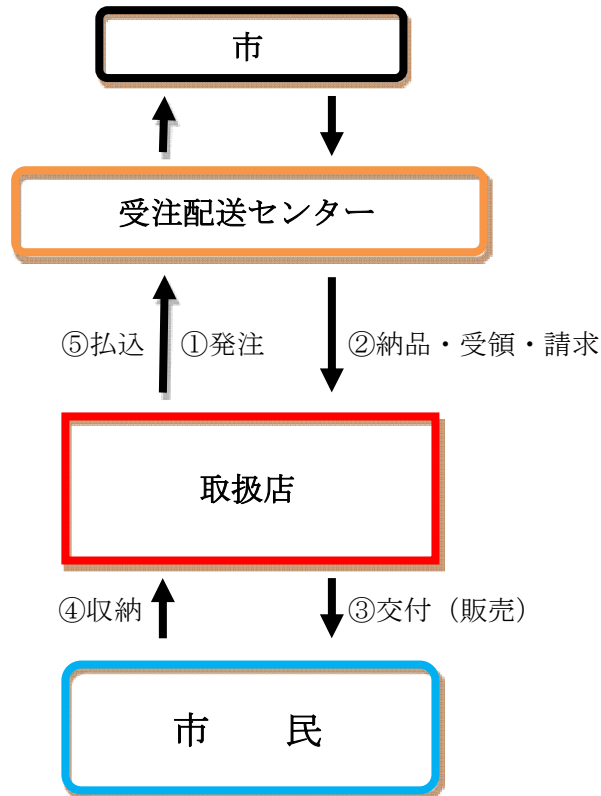 市
受注配送センター
⑤払込 ①発注 ②納品・受領・請求
取扱店
④収納 ③交付（販売）
市　民